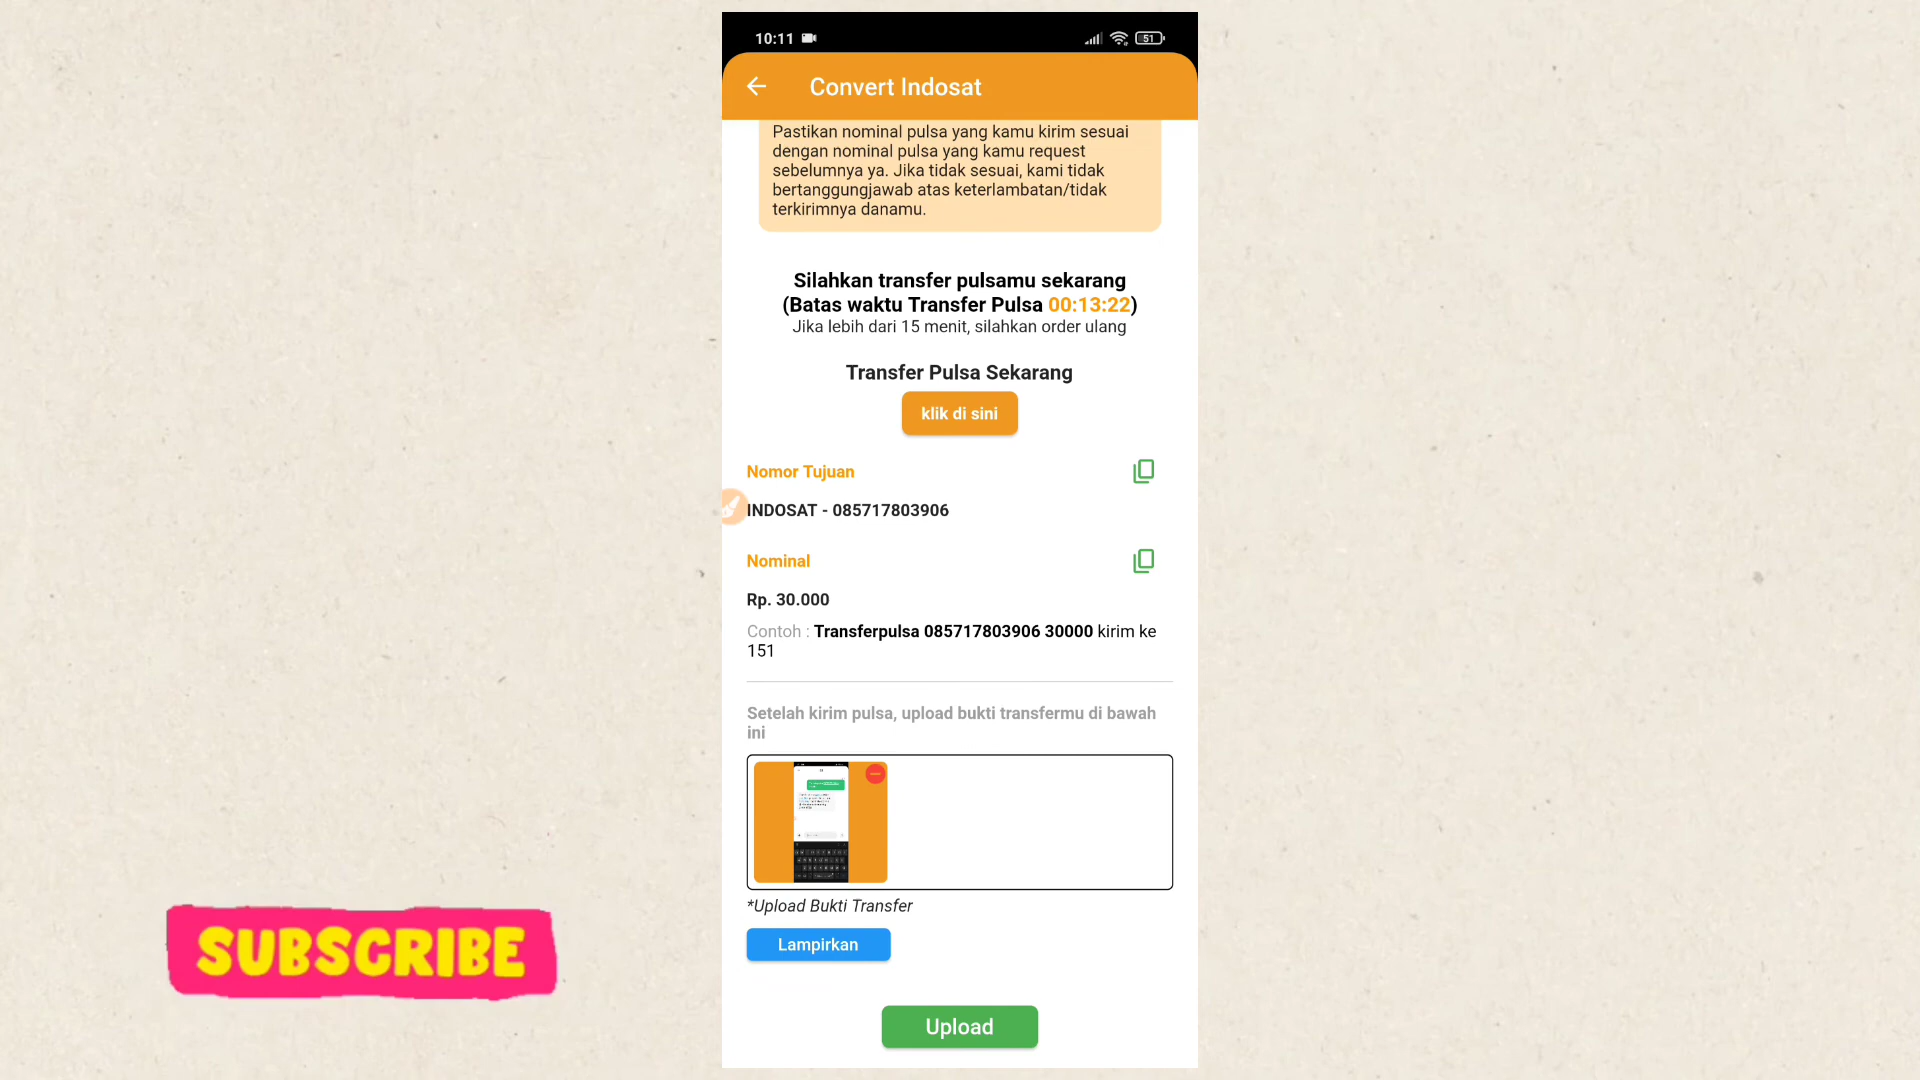 10:11
51
Convert Indosat
Pastikan nominal pulsa yang kamu kirim sesuai
dengan nominal pulsa yang kamu request
sebelumnya ya. Jika tidak sesuai, kami tidak
bertanggungjawab atas keterlambatan/tidak
terkirimnya danamu.
Silahkan transfer pulsamu sekarang
(Batas waktu Transfer Pulsa 00:13:22)
Jika lebih dari 15 menit, silahkan order ulang
Transfer Pulsa Sekarang
klik di sini
Nomor Tujuan
INDOSAT - 085717803906
Nominal
Rp. 30.000
Contoh : Transferpulsa 085717803906 30000 kirim ke
151
Setelah kirim pulsa, upload bukti transfermu di bawah
ini
*Upload Bukti Transfer
Lampirkan
Upload
SUBSCRIBE